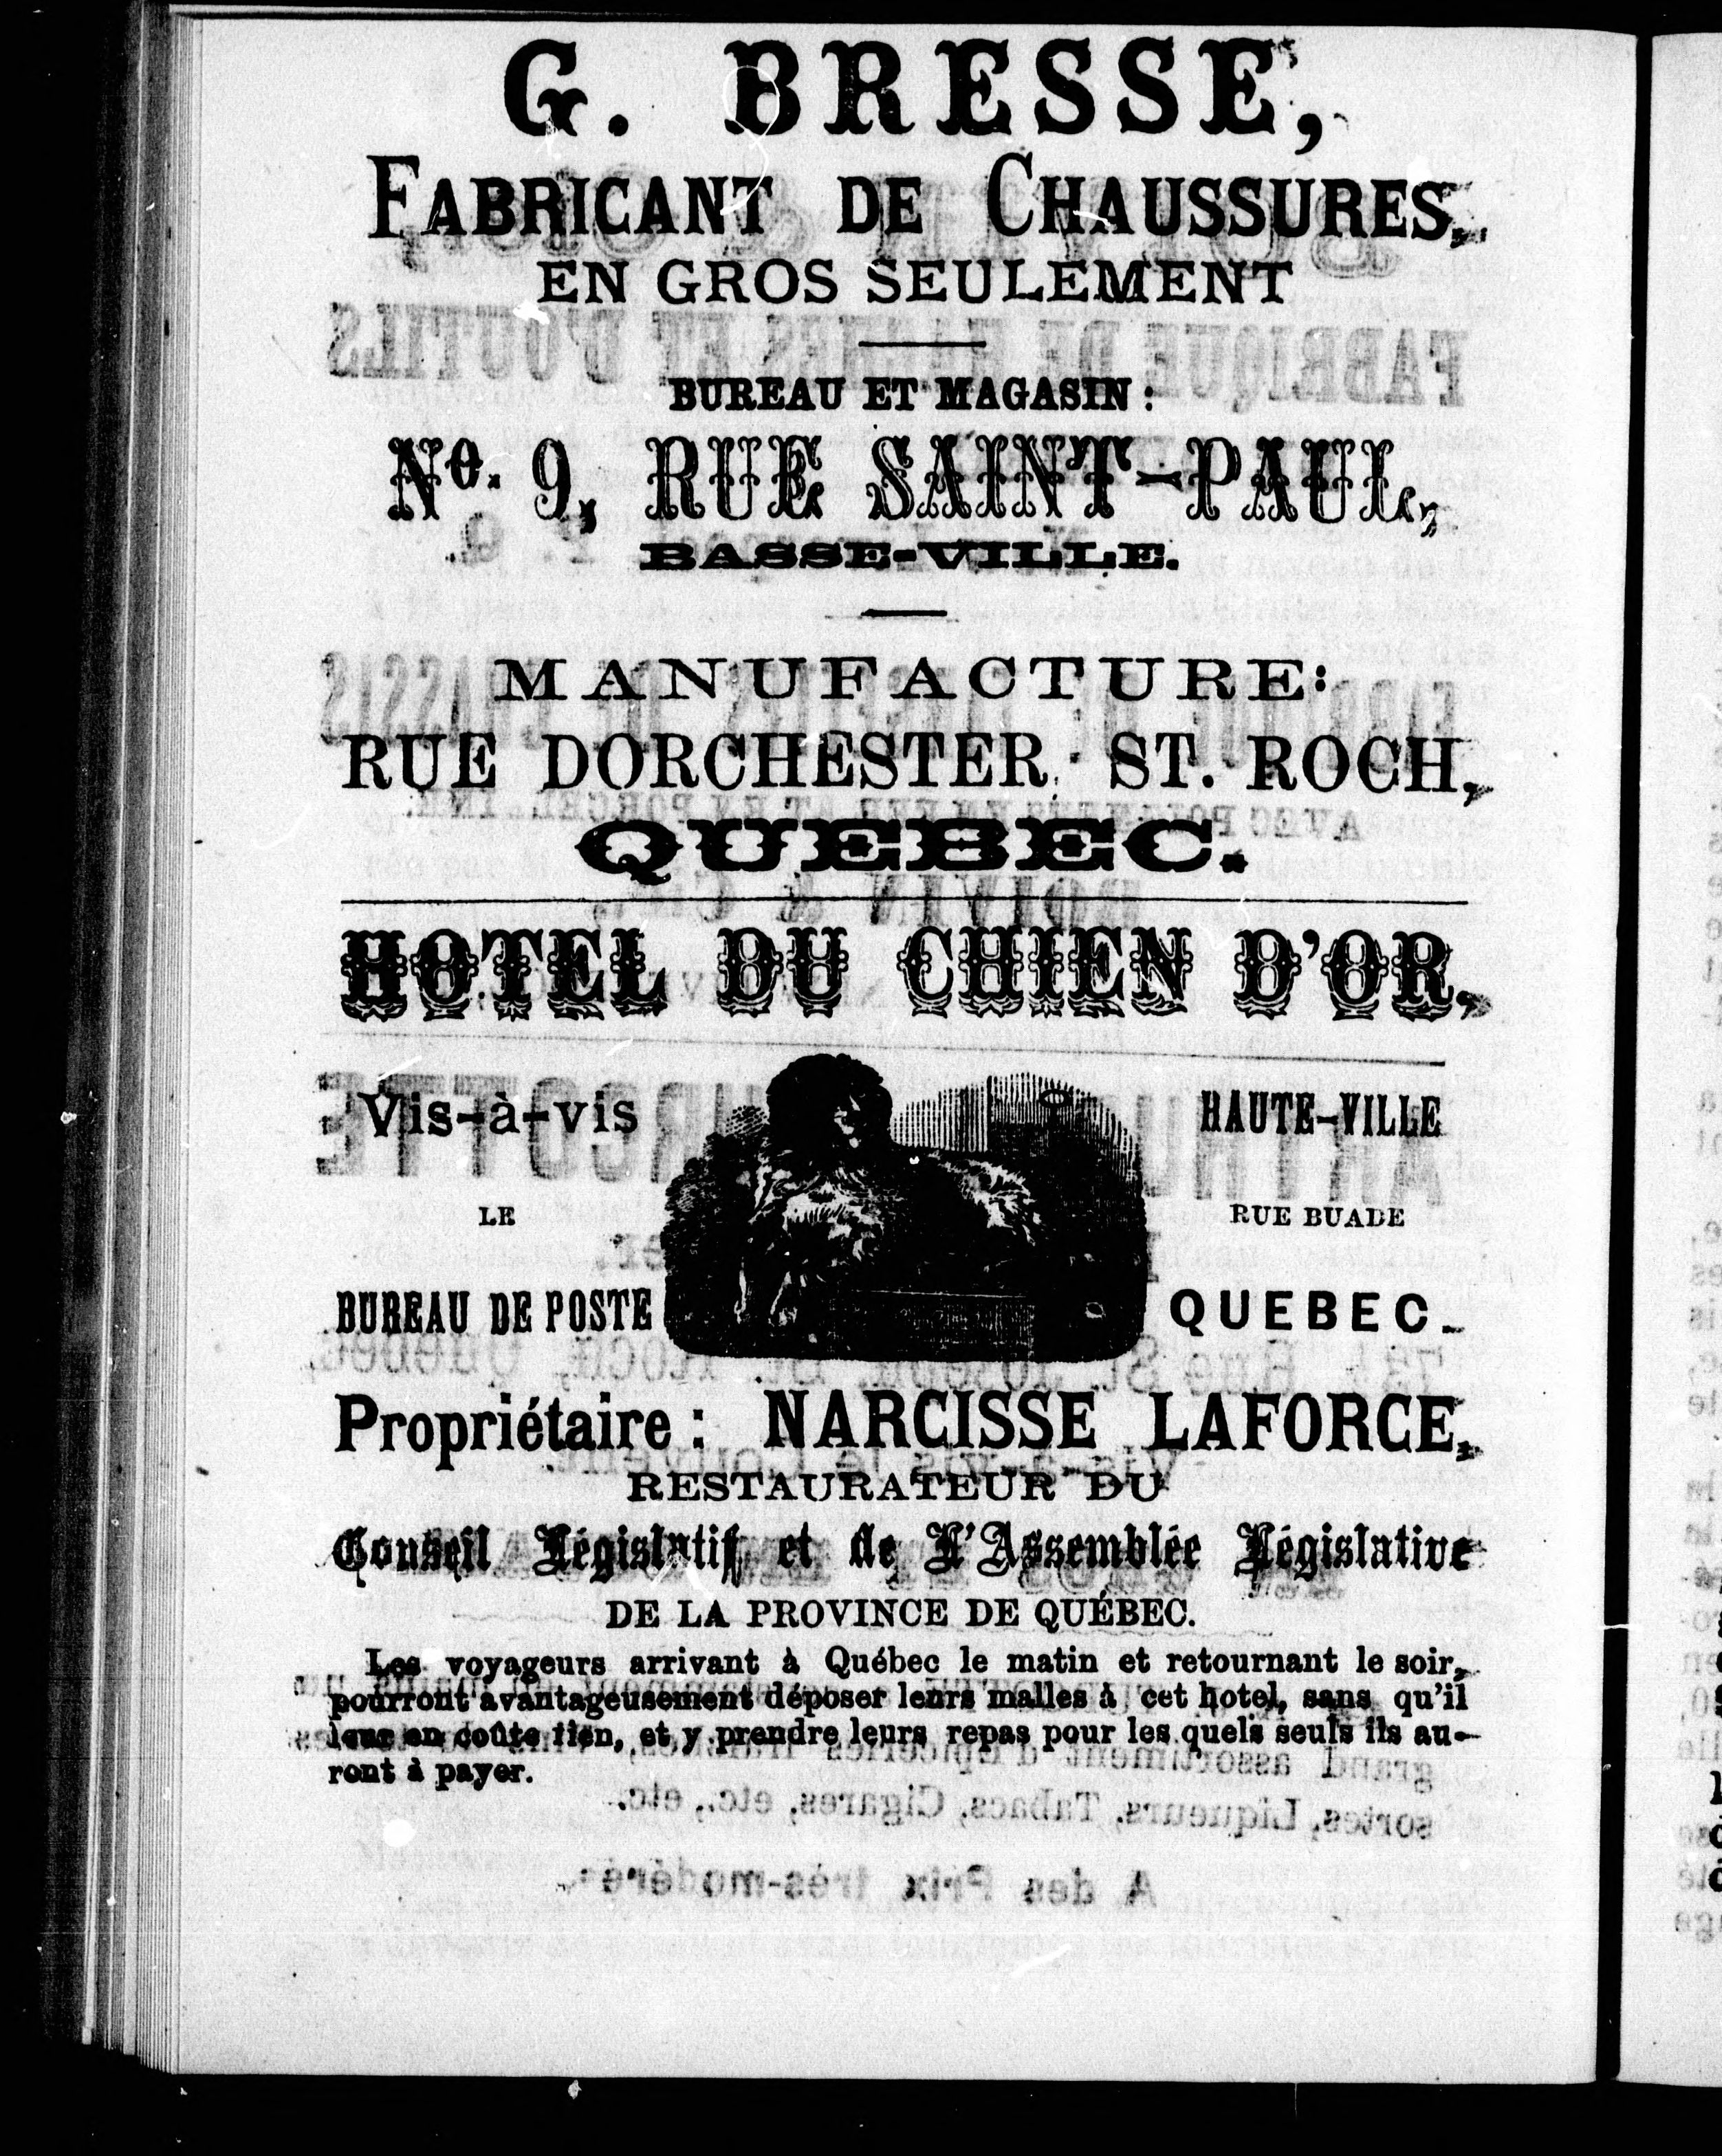 G. BRESSE,
FABRICANT DE CHAUSSURES,
EN GROS SEULEMENT
BUREAU ET MAGASIN :
No. 9, RUE SAINT-PAUL,
BASSE-VILLE.
MANUFACTURE:
RUE DORCHESTER, ST. ROCH,
QUEBEC.
HOTEL DU CHIEN D'OR,
Vis-à-vis
LE
BUREAU DE POSTE
HAUTE-VILLE
RUE BUADE
QUEBEC.
Propriétaire : NARCISSE LAFORCE,
RESTAURATEUR DU
Conseil Législatif et de L'Assemblée Législative
DE LA PROVINCE DE QUÉBEC.
Les voyageurs arrivant à Québec le matin et retournant le soir,
pourront avantageusement déposer leurs malles à cet hotel, sans qu'il
leur en coûte rien, et y prendre leurs repas pour les quels seuls ils au-
ront à payer.